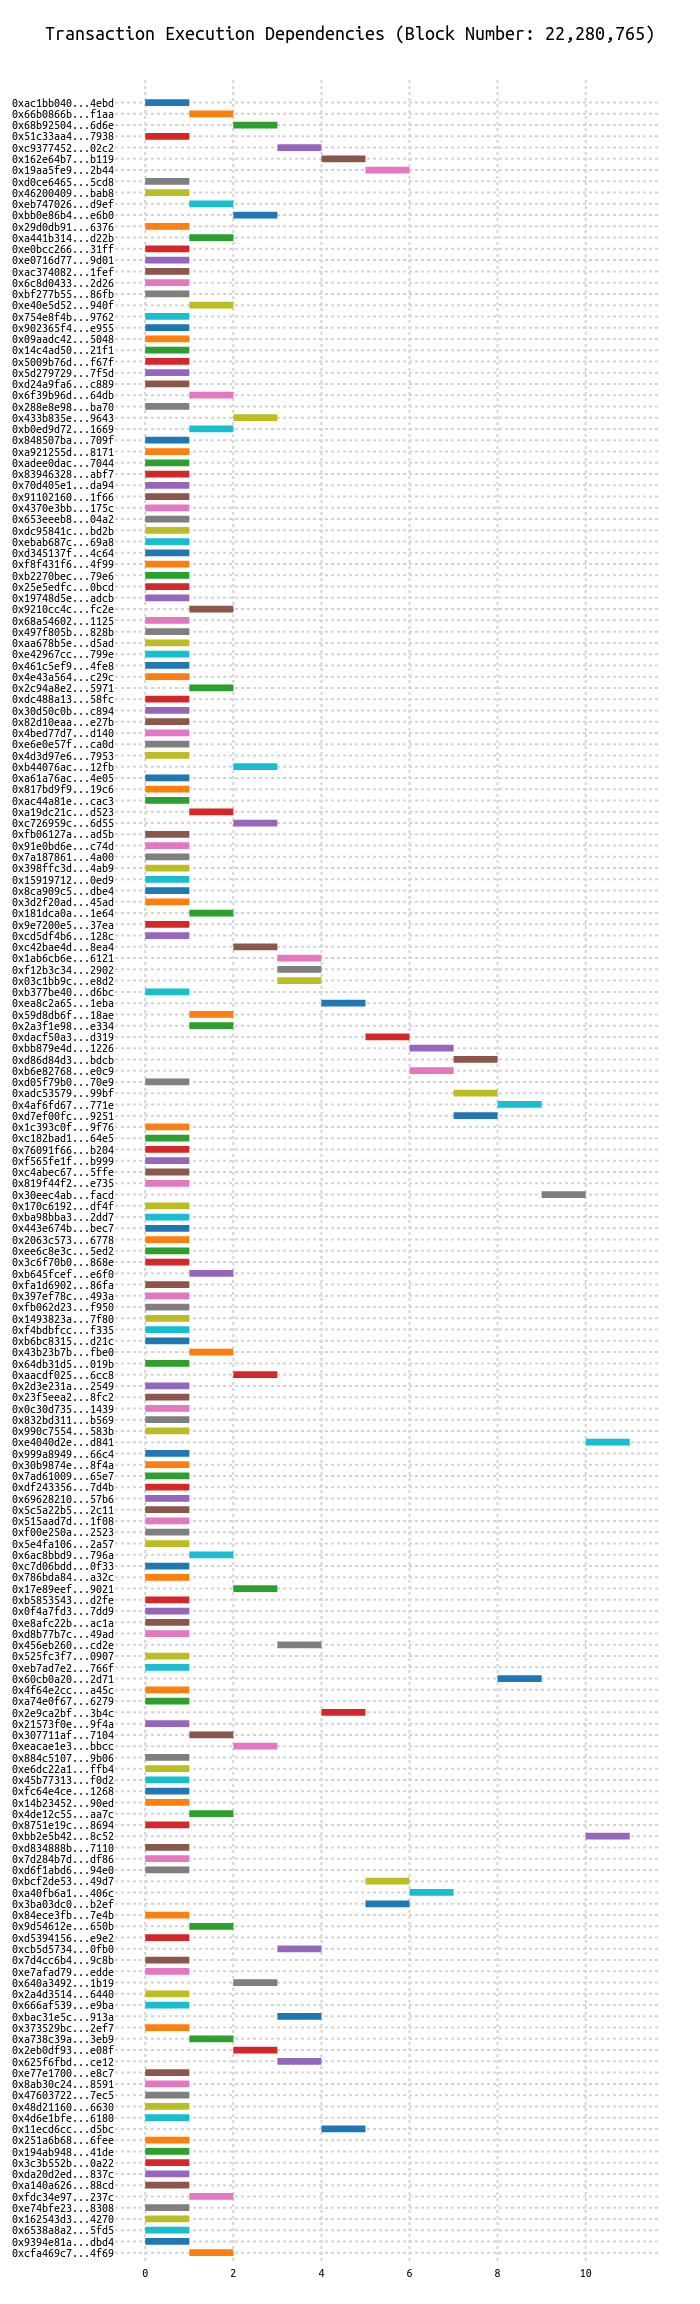 Transaction Execution Dependencies (Block Number: 22,280,765)
0xac1bb040...4ebd
0x66b0866b...f1aa
0x68b92504...6d6e
0x51c33aa4...7938
0xc9377452...02c2
0x162e64b7...b119
0x19aa5fe9...2b44
0xd0ce6465...5cd8
0x46200409...bab8
0xeb747026...d9ef
0xbb0e86b4...e6b0
0x29d0db91...6376
0xa441b314...d22b
0xe0bcc266...31ff
0xe0716d77...9d01
0xac374082...1fef
0x6c8d0433...2d26
0xbf277b55...86fb
0xe40e5d52...940f
0x754e8f4b...9762
0x902365f4...e955
0x09aadc42...5048
0x14c4ad50...21f1
0x5009b76d...f67f
0x5d279729...7f5d
0xd24a9fa6...c889
0x6f39b96d...64db
0x288e8e98...ba70
0x433b835e...9643
0xb0ed9d72...1669
0x848507ba...709f
0xa921255d...8171
0xadee0dac...7044
0x83946328...abf7
0x70d405e1...da94
0x91102160...1f66
0x4370e3bb...175c
0x653eeeb8...04a2
0xdc95841c...bd2b
0xebab687c...69a8
0xd345137f...4c64
0xf8f431f6...4f99
0xb2270bec...79e6
0x25e5edfc...0bcd
0x19748d5e...adcb
0x9210cc4c...fc2e
0x68a54602...1125
0x497f805b...828b
0xaa678b5e...d5ad
0xe42967cc...799e
0x461c5ef9...4fe8
0x4e43a564...c29c
0x2c94a8e2...5971
0xdc488a13...58fc
0x30d50c0b...c894
0x82d10eaa...e27b
0x4bed77d7...d140
0xe6e0e57f...ca0d
0x4d3d97e6...7953
0xb44076ac...12fb
0xa61a76ac...4e05
0x817bd9f9...19c6
0xac44a81e...cac3
0xa19dc21c...d523
0xc726959c...6d55
0xfb06127a...ad5b
0x91e0bd6e...c74d
0x7a187861...4a00
0x398ffc3d...4ab9
0x15919712...0ed9
0x8ca909c5...dbe4
0x3d2f20ad...45ad
0x181dca0a...1e64
0x9e7200e5...37ea
0xcd5df4b6...128c
0xc42bae4d...8ea4
0x1ab6cb6e...6121
0xf12b3c34...2902
0x03c1bb9c...e8d2
0xb377be40...d6bc
0xea8c2a65...1eba
0x59d8db6f...18ae
0x2a3f1e98...e334
0xdacf50a3...d319
0xbb879e4d...1226
0xd86d84d3...bdcb
0xb6e82768...e0c9
0xd05f79b0...70e9
0xadc53579...99bf
0x4af6fd67...771e
0xd7ef00fc...9251
0x1c393c0f...9f76
0xc182bad1...64e5
0x76091f66...b204
0xf565fe1f...b999
0xc4abec67...5ffe
0x819f44f2...e735
0x30eec4ab...facd
0x170c6192...df4f
0xba98bba3...2dd7
0x443e674b...bec7
0x2063c573...6778
0xee6c8e3c...5ed2
0x3c6f70b0...868e
0xb645fcef...e6f0
0xfa1d6902...86fa
0x397ef78c...493a
0xfb062d23...f950
0x1493823a...7f80
0xf4bdbfcc...f335
0xb6bc8315...d21c
0x43b23b7b...fbe0
0x64db31d5...019b
0xaacdf025...6cc8
0x2d3e231a...2549
0x23f5eea2...8fc2
0x0c30d735...1439
0x832bd311...b569
0x990c7554...583b
0xe4040d2e...d841
0x999a8949...66c4
0x30b9874e...8f4a
0x7ad61009...65e7
0xdf243356...7d4b
0x69628210...57b6
0x5c5a22b5...2c11
0x515aad7d...1f08
0xf00e250a...2523
0x5e4fa106...2a57
0x6ac8bbd9...796a
0xc7d06bdd...0f33
0x786bda84...a32c
0x17e89eef...9021
0xb5853543...d2fe
0x0f4a7fd3...7dd9
0xe8afc22b...ac1a
0xd8b77b7c...49ad
0x456eb260...cd2e
0x525fc3f7...0907
0xeb7ad7e2...766f
0x60cb0a20...2d71
0x4f64e2cc...a45c
0xa74e0f67...6279
0x2e9ca2bf...3b4c
0x21573f0e...9f4a
0x307711af...7104
0xeacae1e3...bbcc
0x884c5107...9b06
0xe6dc22a1...ffb4
0x45b77313...f0d2
0xfc64e4ce...1268
0x14b23452...90ed
0x4de12c55...aa7c
0x8751e19c...8694
0xbb2e5b42...8c52
0xd834888b...7110
0x7d284b7d...df86
0xd6f1abd6...94e0
0xbcf2de53...49d7
0xa40fb6a1...406c
0x3ba03dc0...b2ef
0x84ece3fb...7e4b
0x9d54612e...650b
0xd5394156...e9e2
0xcb5d5734...0fb0
0x7d4cc6b4...9c8b
0xe7afad79...edde
0x640a3492...1b19
0x2a4d3514...6440
0x666af539...e9ba
0xbac31e5c...913a
0x373529bc...2ef7
0xa738c39a...3eb9
0x2eb0df93...e08f
0x625f6fbd...ce12
0xe77e1700...e8c7
0x8ab30c24...8591
0x47603722...7ec5
0x48d21160...6630
0x4d6e1bfe...6180
0x11ecd6cc...d5bc
0x251a6b68...6fee
0x194ab948...41de
0x3c3b552b...0a22
0xda20d2ed...837c
0xa140a626...88cd
0xfdc34e97...237c
0xe74bfe23...8308
0x162543d3...4270
0x6538a8a2...5fd5
0x9394e81a...dbd4
0xcfa469c7...4f69
0 2 4 6 8 10